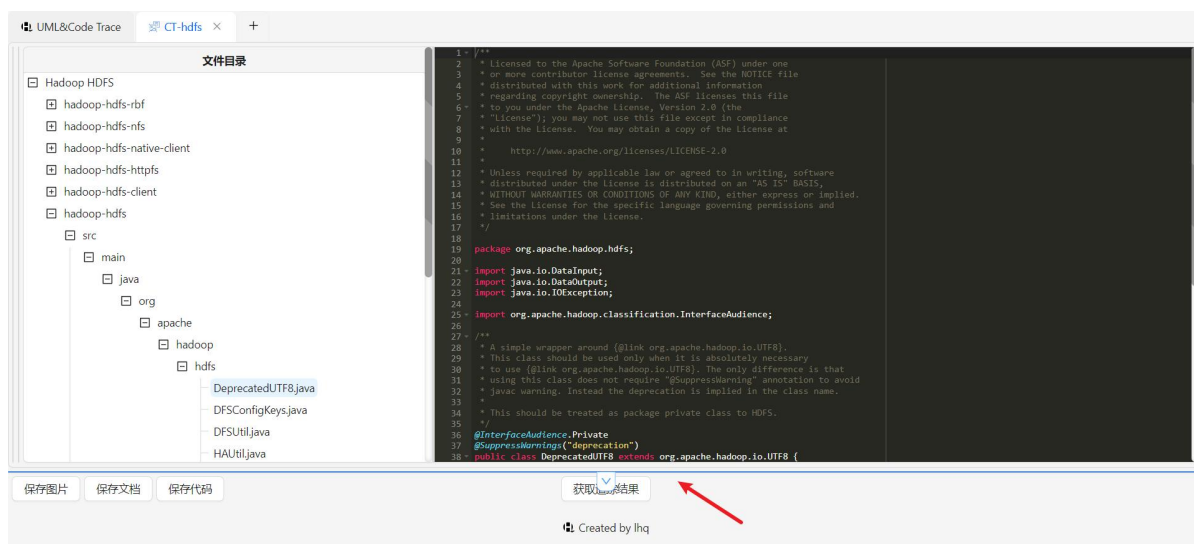 UML&Code Trace
CT-hdfs
文件目录
Hadoop HDFS
hadoop-hdfs-rbf
hadoop-hdfs-nfs
hadoop-hdfs-native-client
hadoop-hdfs-httpfs
hadoop-hdfs-client
hadoop-hdfs
src
main
java
org
apache
hadoop
hdfs
DeprecatedUTF8.java
DFSConfigKeys.java
DFSUtil.java
HAUtil.java
1 /**
2 * Licensed to the Apache Software Foundation (ASF) under one
3 * or more contributor license agreements. See the NOTICE file
4 * distributed with this work for additional information
5 * regarding copyright ownership. The ASF licenses this file
6 * to you under the Apache License, Version 2.0 (the
7 * "License"); you may not use this file except in compliance
8 * with the License. You may obtain a copy of the License at
9 *
10 * http://www.apache.org/licenses/LICENSE-2.0
11 *
12 * Unless required by applicable law or agreed to in writing, software
13 * distributed under the License is distributed on an "AS IS" BASIS,
14 * WITHOUT WARRANTIES OR CONDITIONS OF ANY KIND, either express or implied.
15 * See the License for the specific language governing permissions and
16 * limitations under the License.
17 */
18
19 package org.apache.hadoop.hdfs;
20
21 import java.io.DataInput;
22 import java.io.DataOutput;
23 import java.io.IOException;
24
25 import org.apache.hadoop.classification.InterfaceAudience;
26
27 /**
28 * A simple wrapper around {@link org.apache.hadoop.io.UTF8}.
29 * This class should be used only when it is absolutely necessary
30 * to use {@link org.apache.hadoop.io.UTF8}. The only difference is that
31 * using this class does not require "@SuppressWarning" annotation to avoid
32 * javac warning. Instead the deprecation is implied in the class name.
33 *
34 * This should be treated as package private class to HDFS.
35 */
36 @InterfaceAudience.Private
37 @SuppressWarnings("deprecation")
38 public class DeprecatedUTF8 extends org.apache.hadoop.io.UTF8 {
保存图片 保存文档 保存代码 获取 结果
Created by lhq